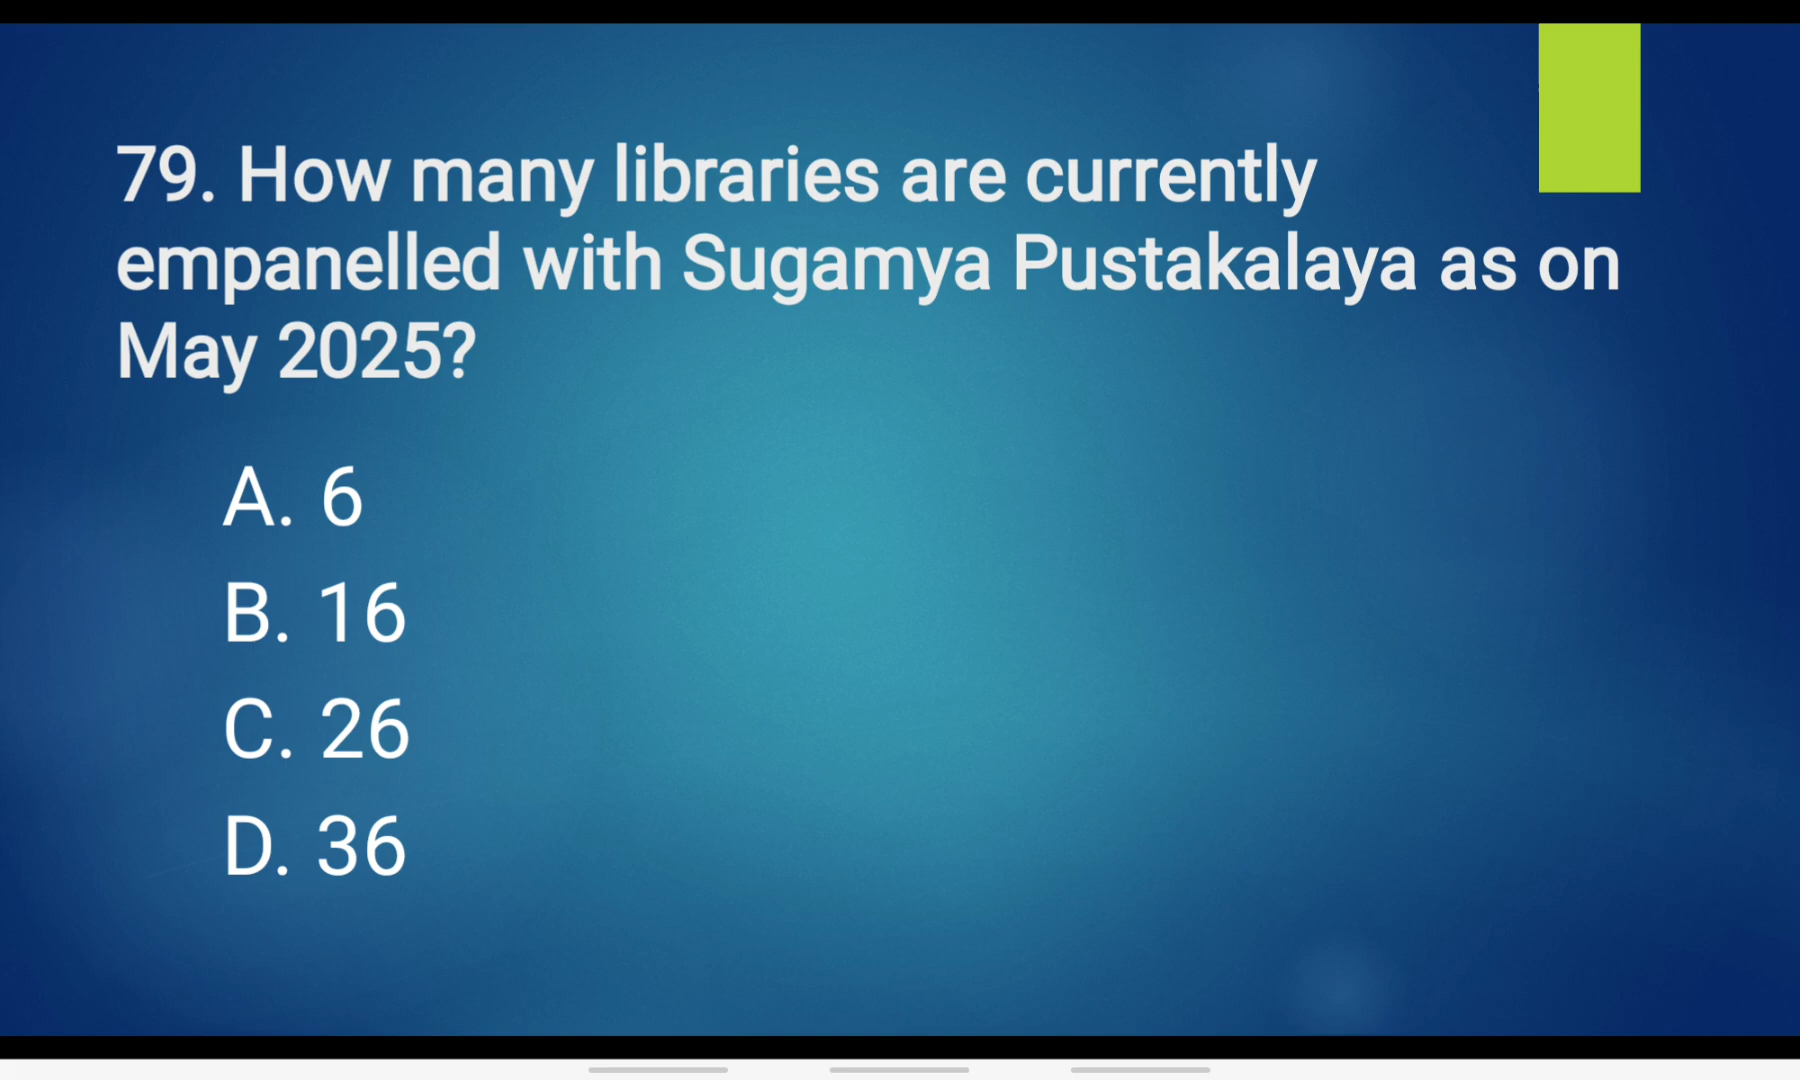 79. How many libraries are currently
empanelled with Sugamya Pustakalaya as on
May 2025?
A. 6
B. 16
C. 26
D. 36